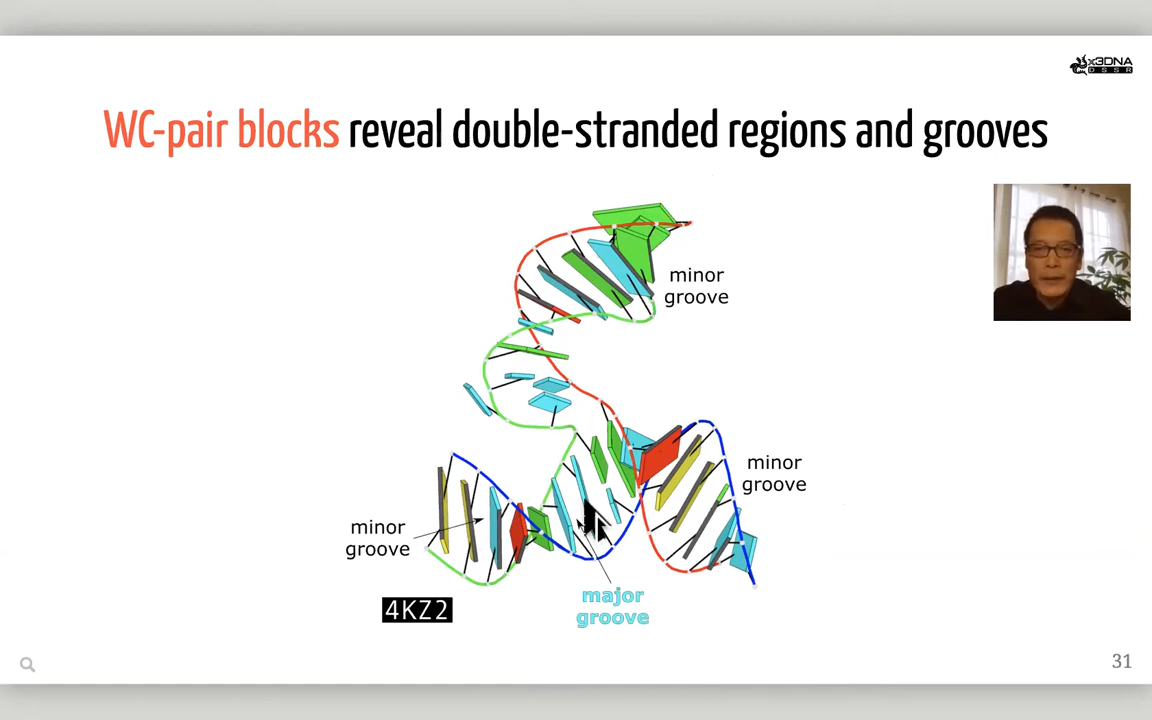 x3DNA
DSSR
WC-pair blocks reveal double-stranded regions and grooves
minor
groove
minor
groove
minor
groove
major
groove
4KZ2
31